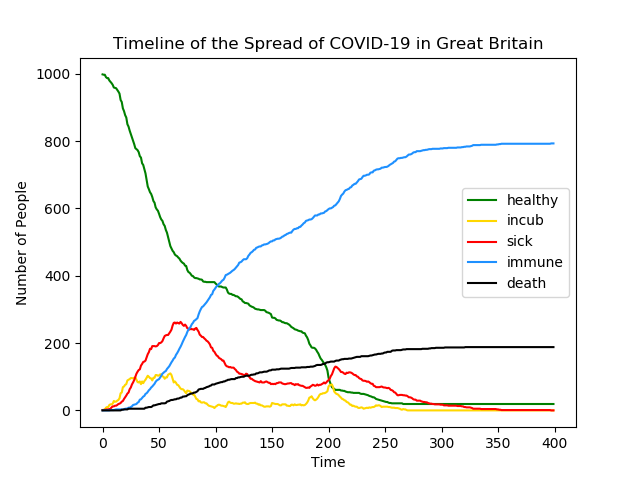 Timeline of the Spread of COVID-19 in Great Britain
1000
800
600
400
200
0
Number of People
healthy
incub
sick
immune
death
0 50 100 150 200 250 300 350 400
Time